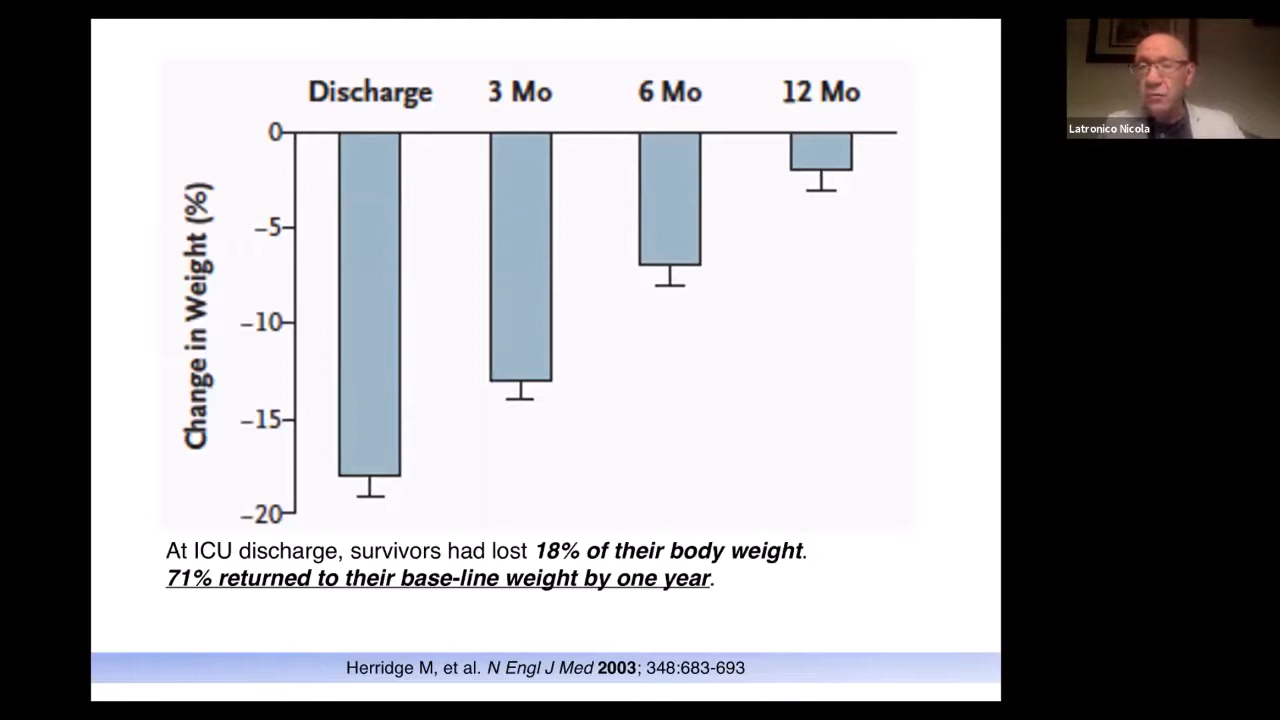 Discharge 3 Mo 6 Mo 12 Mo
Change in Weight (%)
0
–5
–10
–15
–20
At ICU discharge, survivors had lost 18% of their body weight.
71% returned to their base-line weight by one year.
Herridge M, et al. N Engl J Med 2003; 348:683-693
Latronico Nicola